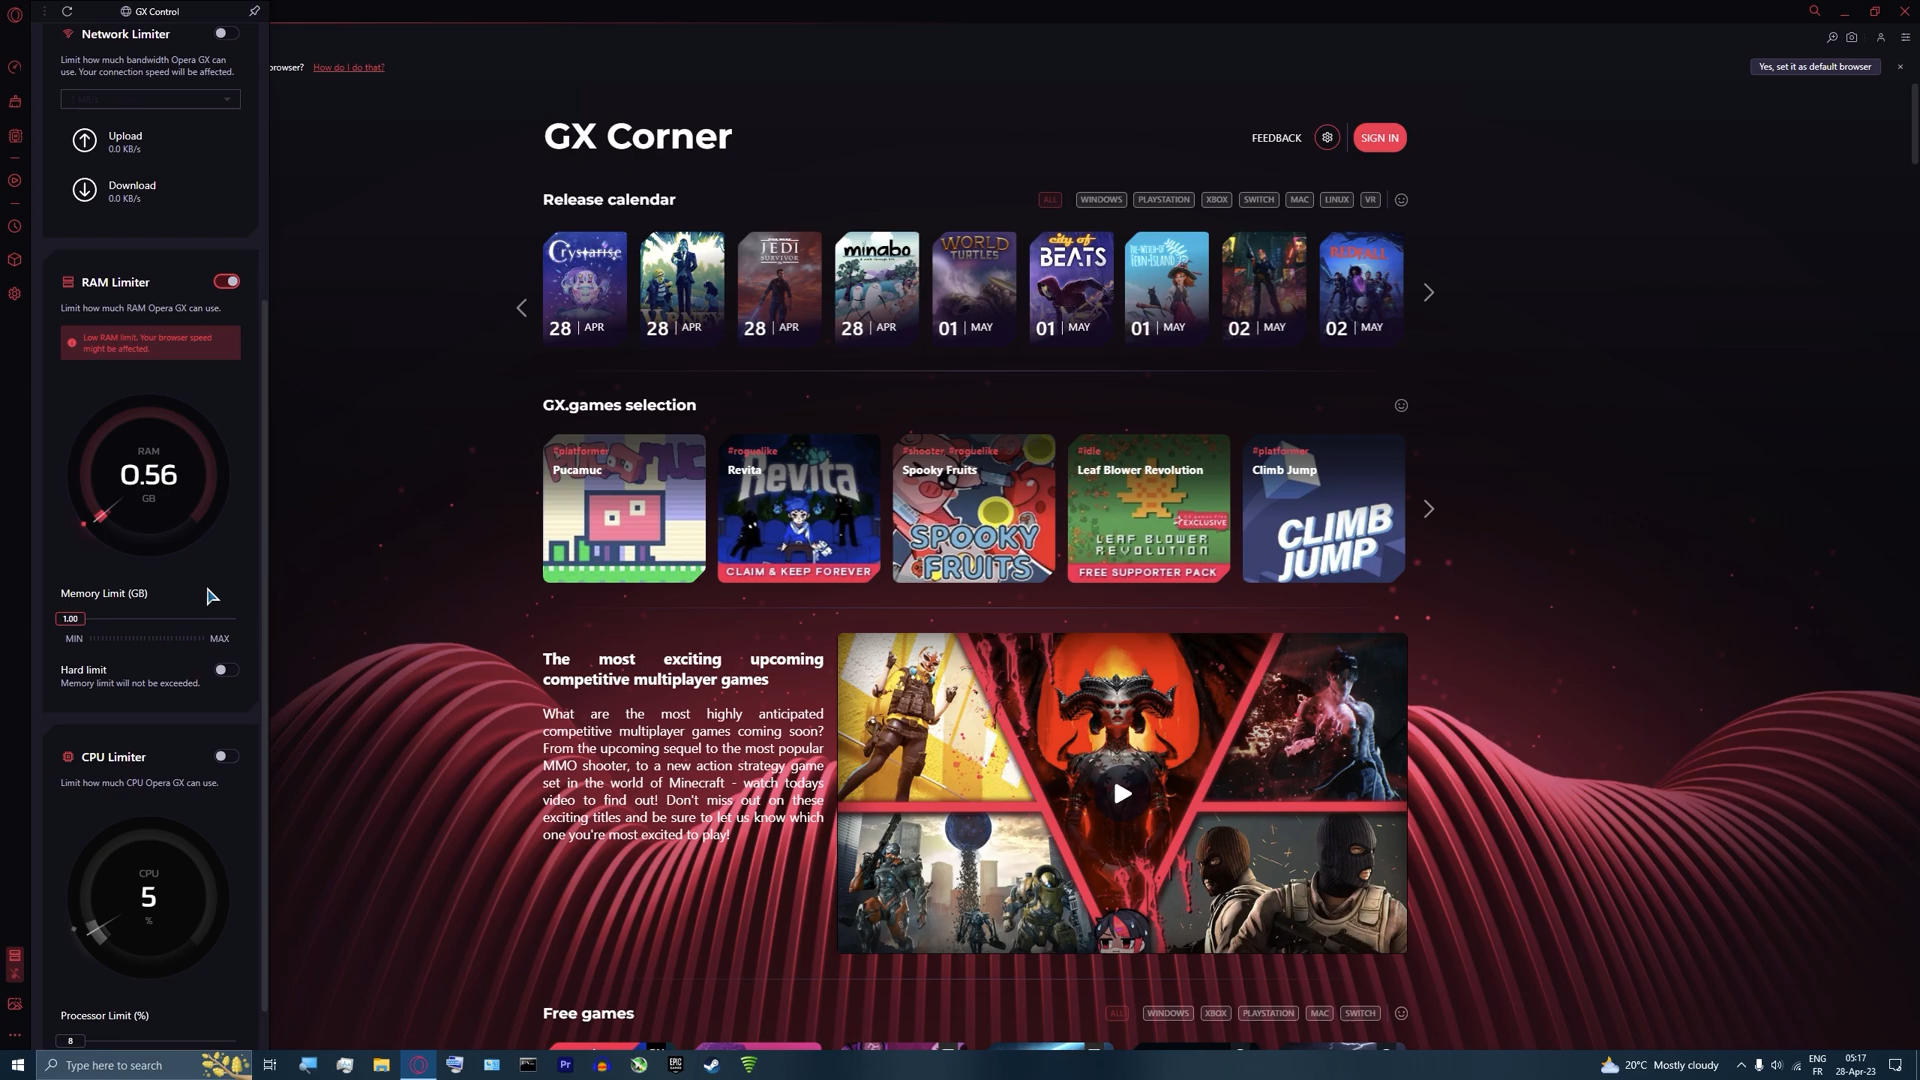 GX Control
Network Limiter
Limit how much bandwidth Opera GX can
use. Your connection speed will be affected.
Upload
0.0 KB/s
Download
0.0 KB/s
RAM Limiter
Limit how much RAM Opera GX can use.
Low RAM limit. Your browser speed
might be affected.
RAM
0.56
GB
Memory Limit (GB)
1.00
MIN MAX
Hard limit
Memory limit will not be exceeded.
CPU Limiter
Limit how much CPU Opera GX can use.
CPU
5
%
Processor Limit (%)
8
browser? How do I do that?
Yes, set it as default browser
GX Corner
FEEDBACK
SIGN IN
Release calendar
ALL WINDOWS PLAYSTATION XBOX SWITCH MAC LINUX VR
Crystarise
28 | APR
28 | APR
JEDI
SURVIVOR
28 | APR
minabo
28 | APR
WORLD
TURTLES
01 | MAY
city of
BEATS
01 | MAY
FERN-ISLAND
01 | MAY
02 | MAY
REDFALL
02 | MAY
GX.games selection
#platformer
Pucamuc
#roguelike
Revita
Revita
CLAIM & KEEP FOREVER
#shooter #roguelike
Spooky Fruits
SPOOKY
FRUITS
#idle
Leaf Blower Revolution
EXCLUSIVE
LEAF BLOWER
REVOLUTION
FREE SUPPORTER PACK
#platformer
Climb Jump
CLIMB
JUMP
The most exciting upcoming
competitive multiplayer games
What are the most highly anticipated
competitive multiplayer games coming soon?
From the upcoming sequel to the most popular
MMO shooter, to a new action strategy game
set in the world of Minecraft - watch todays
video to find out! Don't miss out on these
exciting titles and be sure to let us know which
one you're most excited to play!
Free games
ALL WINDOWS XBOX PLAYSTATION MAC SWITCH
Type here to search
Pr
EPIC
GAMES
20°C Mostly cloudy
ENG
FR
05:17
28-Apr-23